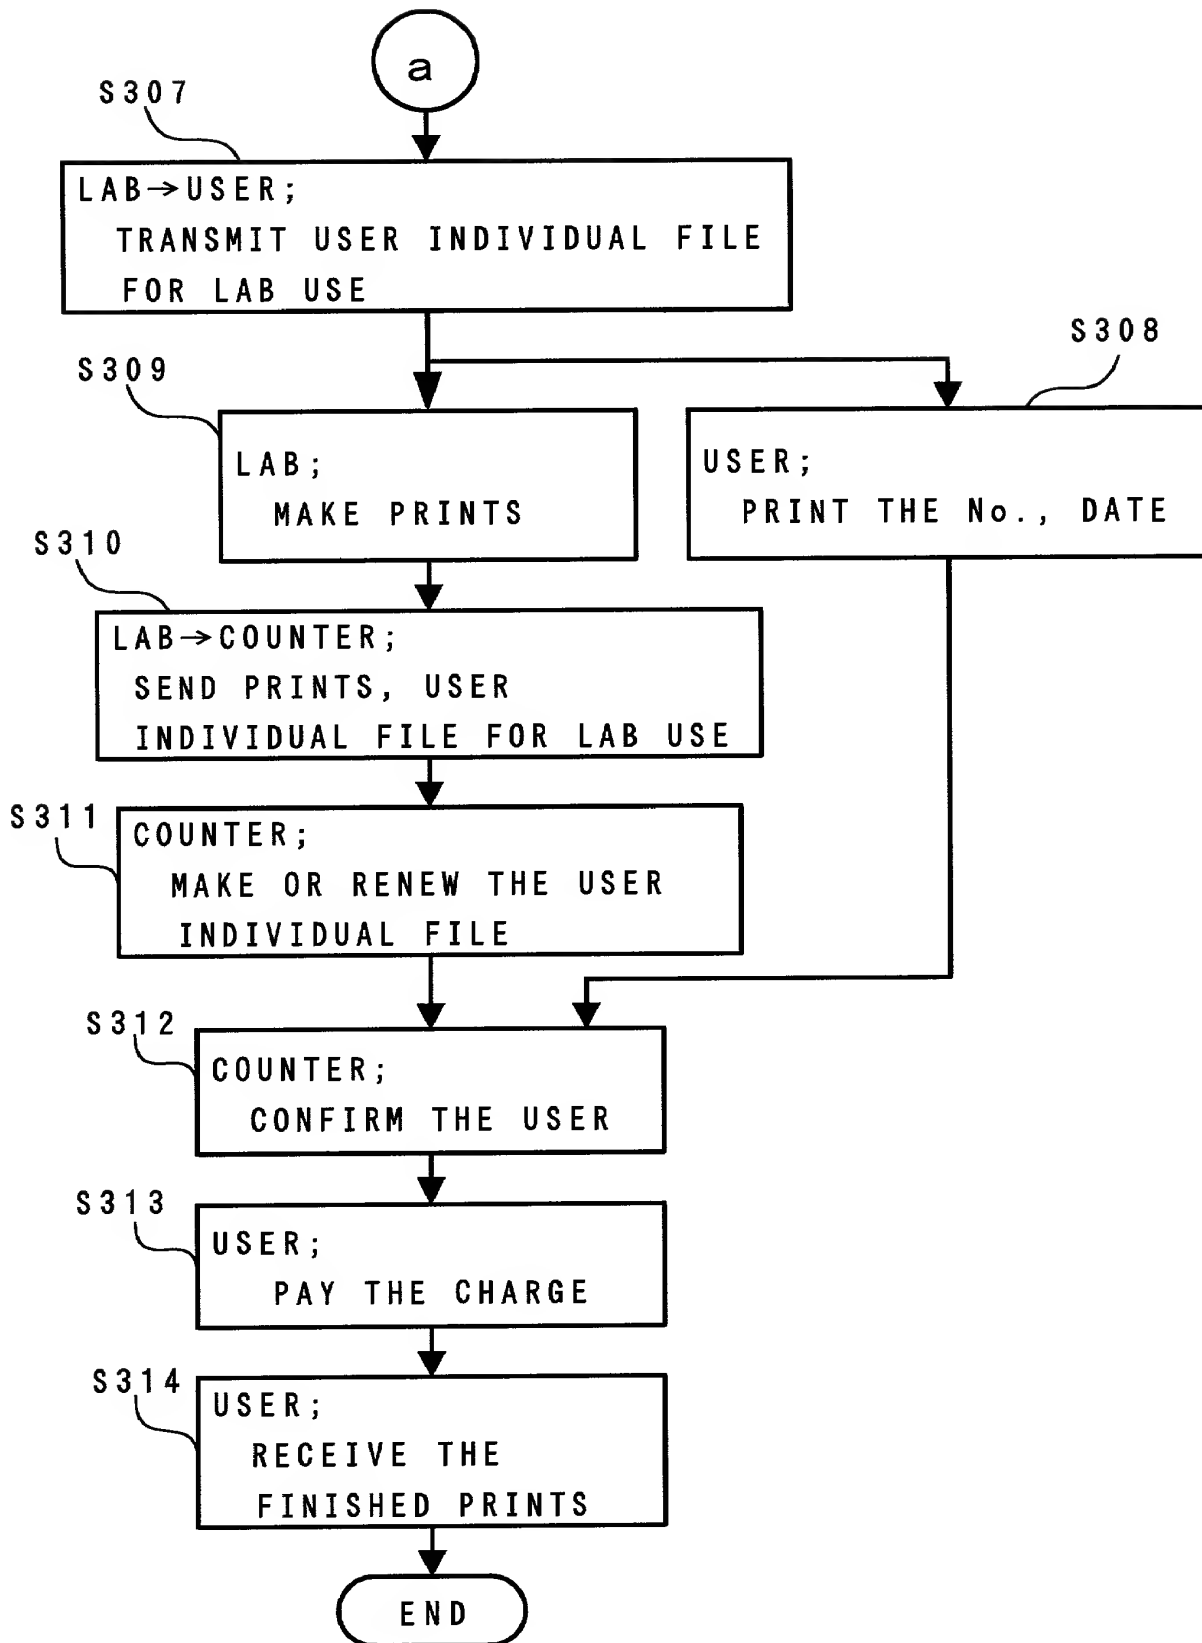 a
S307
LAB→USER;
TRANSMIT USER INDIVIDUAL FILE
FOR LAB USE
S309
LAB;
MAKE PRINTS
S308
USER;
PRINT THE No., DATE
S310
LAB→COUNTER;
SEND PRINTS, USER
INDIVIDUAL FILE FOR LAB USE
S311
COUNTER;
MAKE OR RENEW THE USER
INDIVIDUAL FILE
S312
COUNTER;
CONFIRM THE USER
S313
USER;
PAY THE CHARGE
S314
USER;
RECEIVE THE
FINISHED PRINTS
END